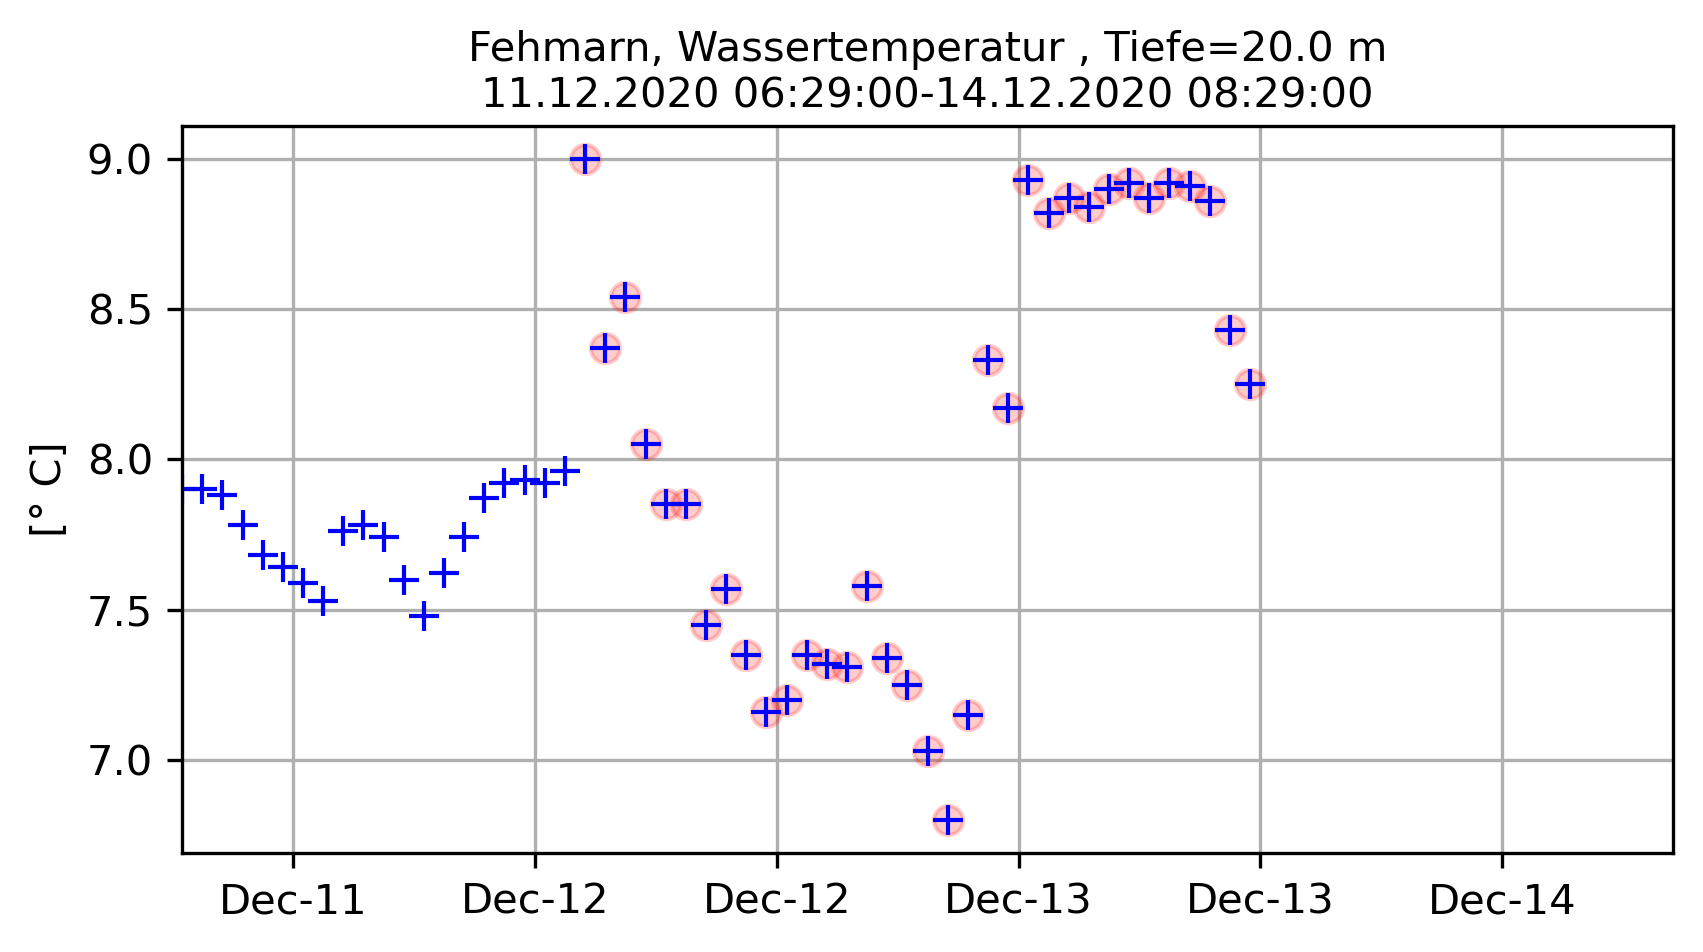 Fehmarn, Wassertemperatur , Tiefe=20.0 m
11.12.2020 06:29:00-14.12.2020 08:29:00
9.0
8.5
8.0
7.5
7.0
[° C]
Dec-11 Dec-12 Dec-12 Dec-13 Dec-13 Dec-14